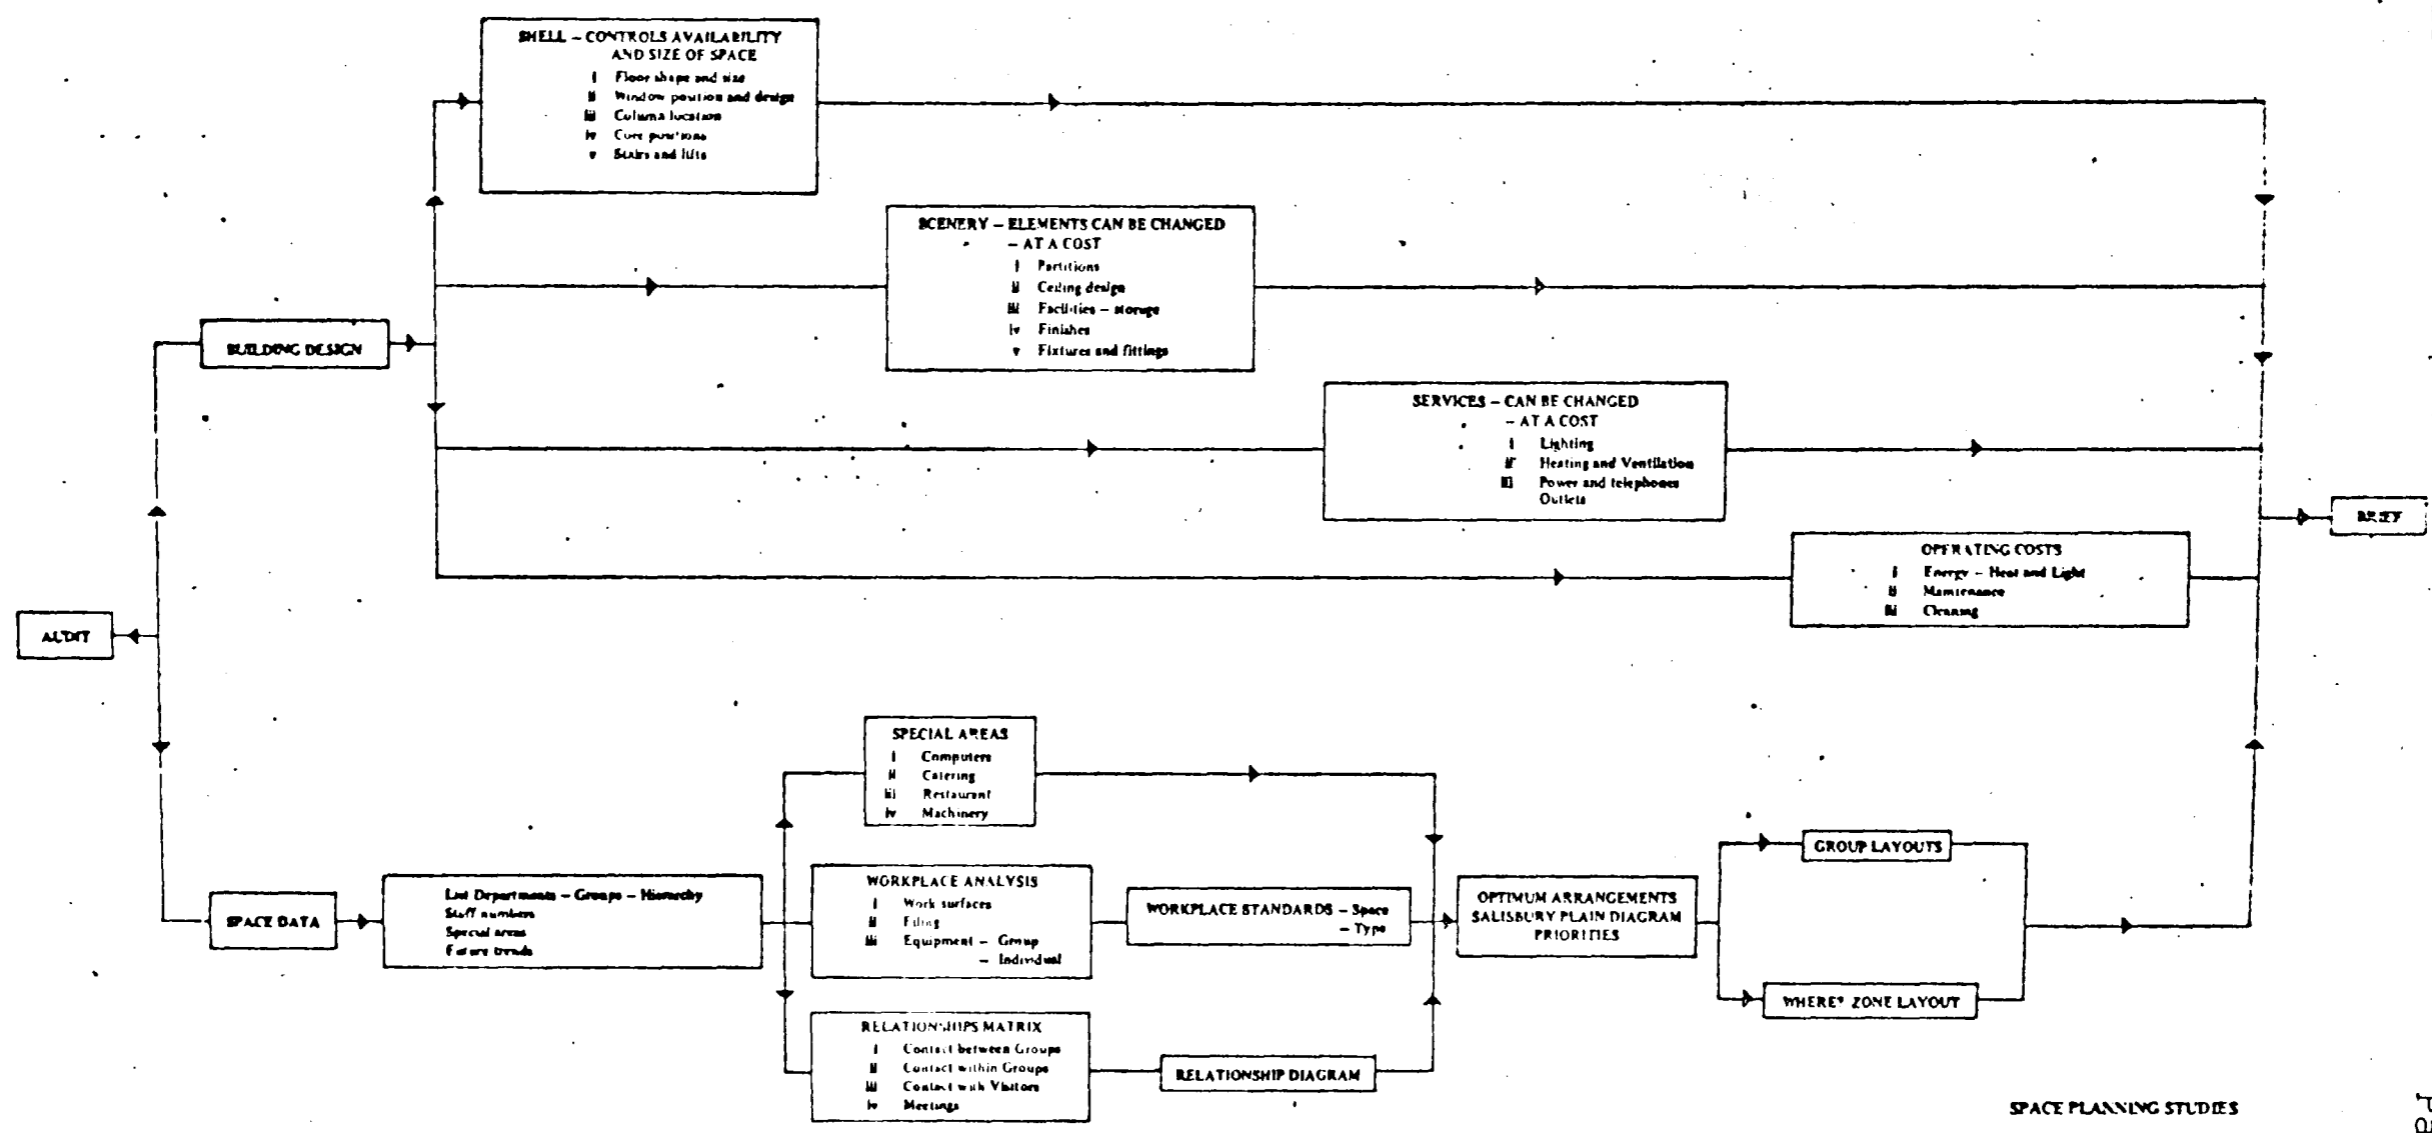 SHELL – CONTROLS AVAILABILITY
AND SIZE OF SPACE
i Floor shape and size
ii Window position and design
iii Column location
iv Core positions
v Stairs and lifts
SCENERY – ELEMENTS CAN BE CHANGED
– AT A COST
i Partitions
ii Ceiling design
iii Facilities – storage
iv Finishes
v Fixtures and fittings
BUILDING DESIGN
SERVICES – CAN BE CHANGED
– AT A COST
i Lighting
ii Heating and Ventilation
iii Power and telephones
Outlets
BRIEF
OPERATING COSTS
i Energy – Heat and Light
ii Maintenance
iii Cleaning
AUDIT
SPECIAL AREAS
i Computers
ii Catering
iii Restaurant
iv Machinery
SPACE DATA
List Departments – Groups – Hierarchy
Staff numbers
Special areas
Future trends
WORKPLACE ANALYSIS
i Work surfaces
ii Filing
iii Equipment – Group
– Individual
WORKPLACE STANDARDS – Space
– Type
OPTIMUM ARRANGEMENTS
SALISBURY PLAIN DIAGRAM
PRIORITIES
GROUP LAYOUTS
WHERE? ZONE LAYOUT
RELATIONSHIPS MATRIX
i Contact between Groups
ii Contact within Groups
iii Contact with Visitors
iv Meetings
RELATIONSHIP DIAGRAM
SPACE PLANNING STUDIES